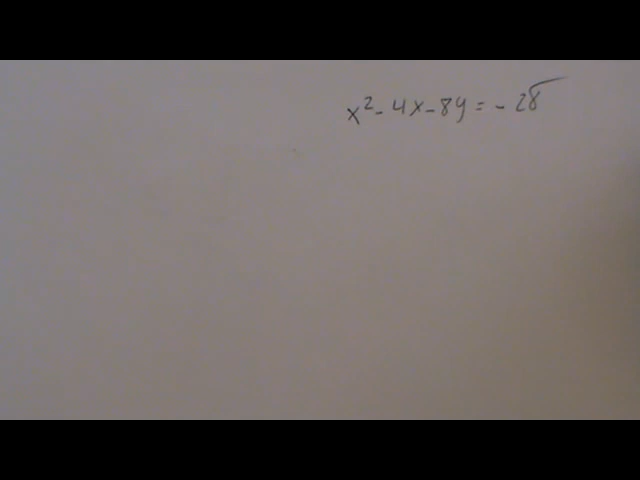 x² - 4x - 8y = - 28